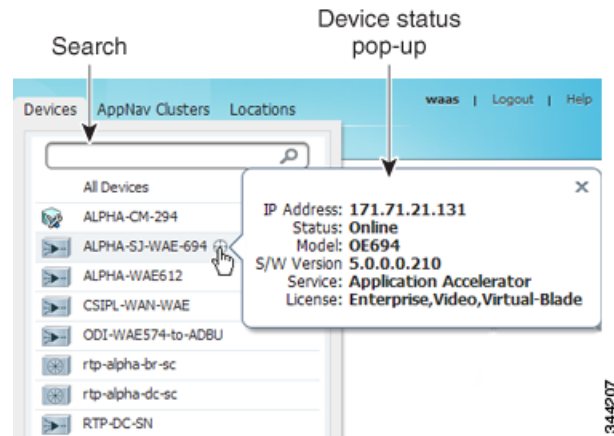 Device status
pop-up
Search
Devices AppNav Clusters Locations
waas | Logout | Help
All Devices
ALPHA-CM-294
ALPHA-SJ-WAE-694
ALPHA-WAE612
CSIPL-WAN-WAE
ODI-WAE574-to-ADBU
rtp-alpha-br-sc
rtp-alpha-dc-sc
RTP-DC-SN
IP Address: 171.71.21.131
Status: Online
Model: OE694
S/W Version 5.0.0.0.210
Service: Application Accelerator
License: Enterprise,Video,Virtual-Blade
344207